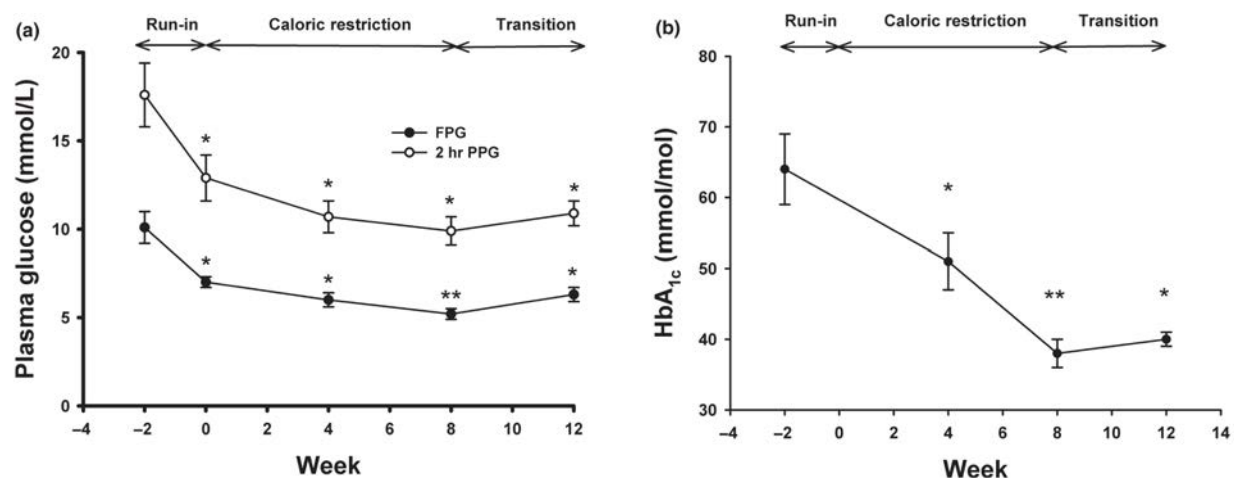 (a)
Run-in Caloric restriction Transition
20
15
10
5
0
Plasma glucose (mmol/L)
FPG
2 hr PPG
* * * *
* * ** *
–4 –2 0 2 4 6 8 10 12
Week
(b)
Run-in Caloric restriction Transition
80
70
60
50
40
30
HbA1c (mmol/mol)
* ** *
–4 –2 0 2 4 6 8 10 12 14
Week